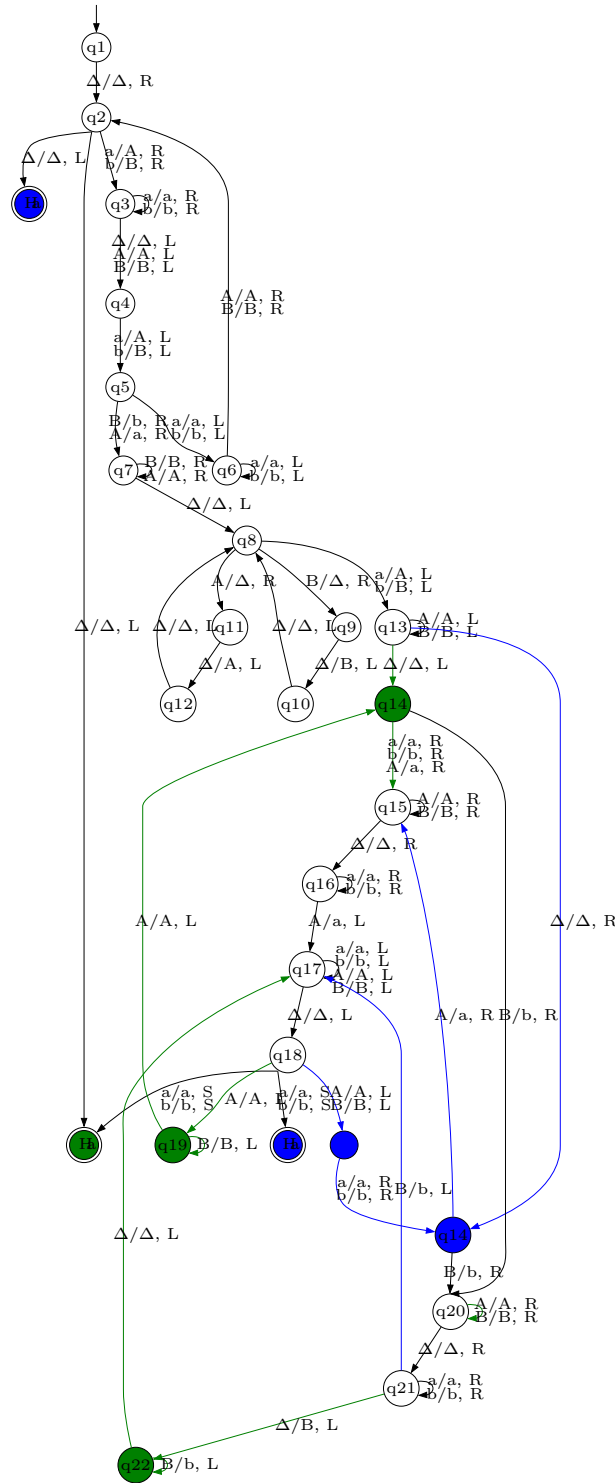 q1
Δ/Δ, R
q2
Δ/Δ, L
a/A, R
b/B, R
q3
a/a, R
b/b, R
Δ/Δ, L
A/A, L
B/B, L
q4
A/A, R
B/B, R
a/A, L
b/B, L
q5
B/b, R
A/a, R
a/a, L
b/b, L
q7
B/B, R
A/A, R
q6
a/a, L
b/b, L
Δ/Δ, L
q8
A/Δ, R
B/Δ, R
a/A, L
b/B, L
Δ/Δ, L
Δ/Δ, L
q11
Δ/Δ, L
q9
q13
A/A, L
B/B, L
Δ/A, L
Δ/B, L
Δ/Δ, L
q12
q10
q14
a/a, R
b/b, R
A/a, R
q15
A/A, R
B/B, R
Δ/Δ, R
q16
a/a, R
b/b, R
A/A, L
A/a, L
Δ/Δ, R
q17
a/a, L
b/b, L
A/A, L
B/B, L
A/a, R
B/b, R
Δ/Δ, L
q18
a/a, S
b/b, S
A/A, L
a/a, S
b/b, S
A/A, L
B/B, L
q19
B/B, L
a/a, R
b/b, R
B/b, L
Δ/Δ, L
q14
B/b, R
q20
A/A, R
B/B, R
Δ/Δ, R
q21
a/a, R
b/b, R
Δ/B, L
q22
B/b, L